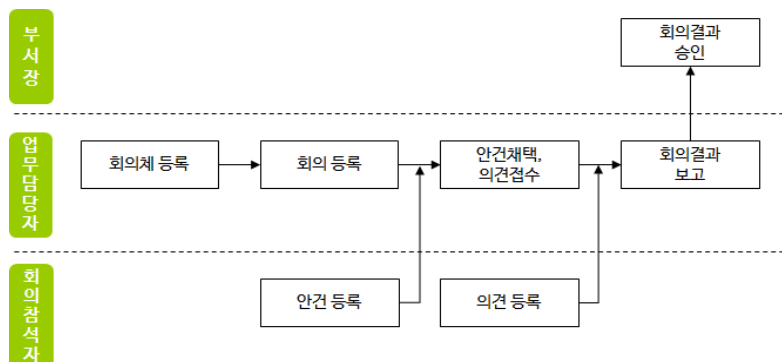 부서장
회의결과
승인
업무담당자
회의체 등록
회의 등록
안건채택,
의견접수
회의결과
보고
회의참석자
안건 등록
의견 등록